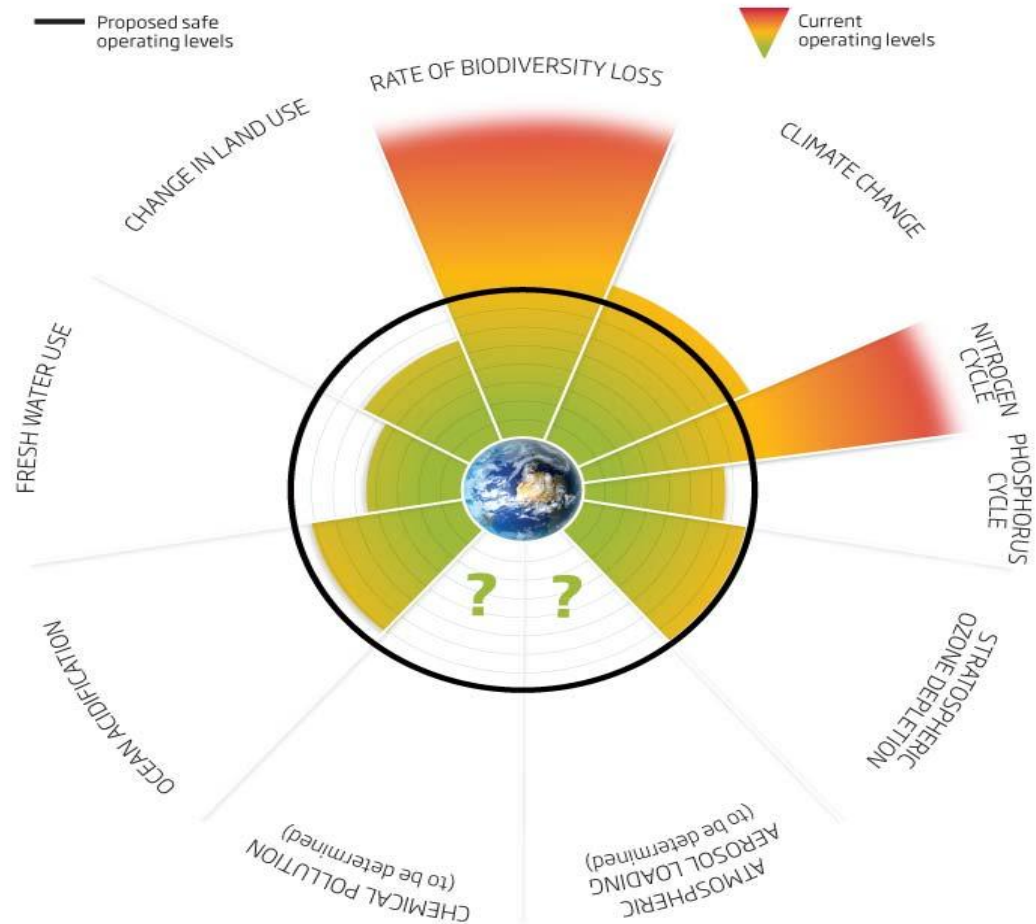 Proposed safe
operating levels
Current
operating levels
RATE OF BIODIVERSITY LOSS
CLIMATE CHANGE
NITROGEN
CYCLE
PHOSPHORUS
CYCLE
STRATOSPHERIC
OZONE DEPLETION
ATMOSPHERIC
AEROSOL LOADING
(to be determined)
CHEMICAL POLLUTION
(to be determined)
OCEAN ACIDIFICATION
FRESH WATER USE
CHANGE IN LAND USE
? ?